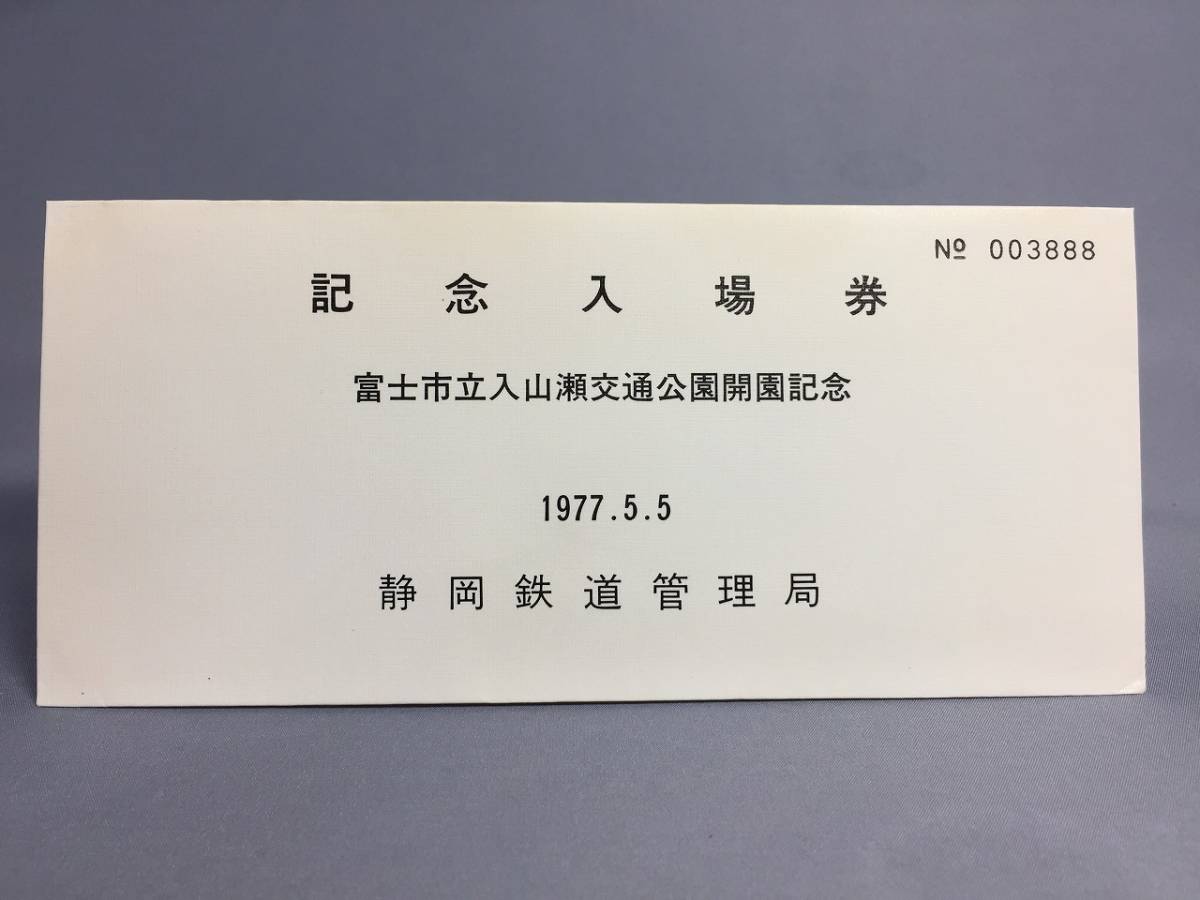 № 003888
記念入場券
富士市立入山瀬交通公園開園記念
1977.5.5
静岡鉄道管理局